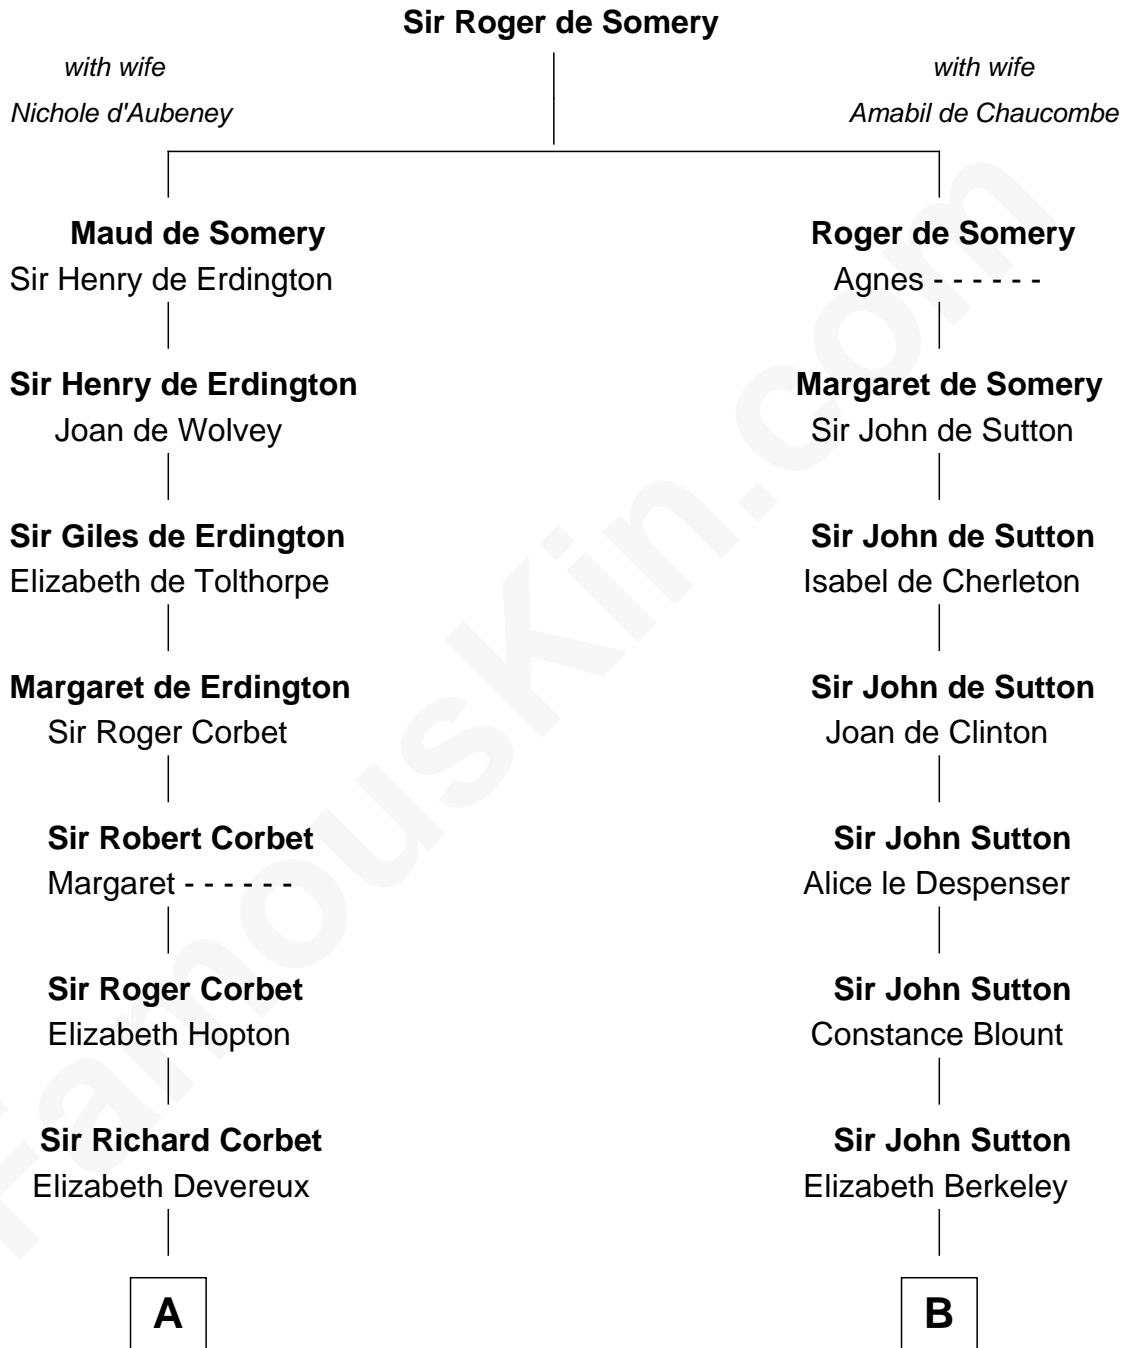 Sir Roger de Somery
with wife
Nichole d'Aubeney
with wife
Amabil de Chaucombe
Maud de Somery
Sir Henry de Erdington
Sir Henry de Erdington
Joan de Wolvey
Sir Giles de Erdington
Elizabeth de Tolthorpe
Margaret de Erdington
Sir Roger Corbet
Sir Robert Corbet
Margaret - - - - - -
Sir Roger Corbet
Elizabeth Hopton
Sir Richard Corbet
Elizabeth Devereux
A
Roger de Somery
Agnes - - - - - -
Margaret de Somery
Sir John de Sutton
Sir John de Sutton
Isabel de Cherleton
Sir John de Sutton
Joan de Clinton
Sir John Sutton
Alice le Despenser
Sir John Sutton
Constance Blount
Sir John Sutton
Elizabeth Berkeley
B
FamousKin.com